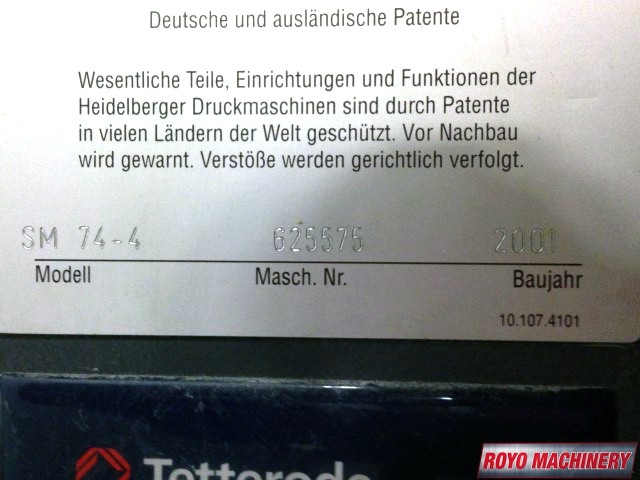 Deutsche und ausländische Patente
Wesentliche Teile, Einrichtungen und Funktionen der
Heidelberger Druckmaschinen sind durch Patente
in vielen Ländern der Welt geschützt. Vor Nachbau
wird gewarnt. Verstöße werden gerichtlich verfolgt.
SM 74-4 625575 2001
Modell Masch. Nr. Baujahr
10.107.4101
Tetterode
ROYO MACHINERY